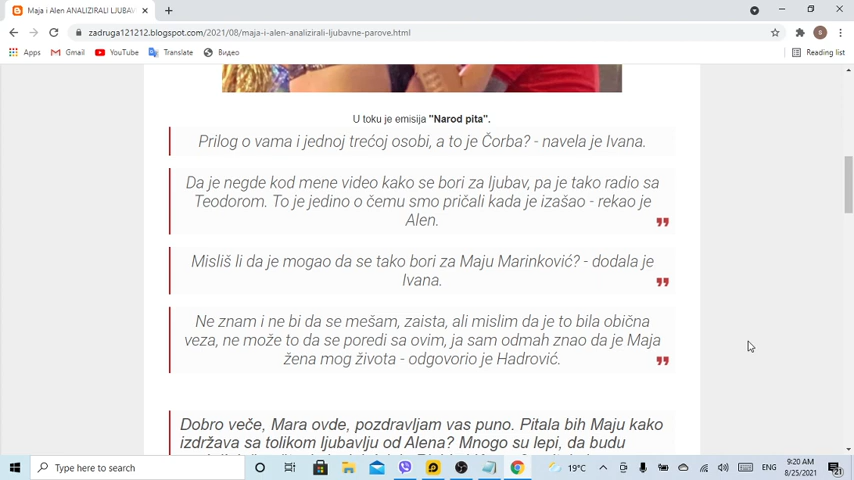 Maja i Alen ANALIZIRALI LJUBAV
zadruga121212.blogspot.com/2021/08/maja-i-alen-analizirali-ljubavne-parove.html
S
Apps Gmail YouTube Translate Видео Reading list
U toku je emisija "Narod pita".
Prilog o vama i jednoj trećoj osobi, a to je Čorba? - navela je Ivana.
Da je negde kod mene video kako se bori za ljubav, pa je tako radio sa
Teodorom. To je jedino o čemu smo pričali kada je izašao - rekao je
Alen.
Misliš li da je mogao da se tako bori za Maju Marinković? - dodala je
Ivana.
Ne znam i ne bi da se mešam, zaista, ali mislim da je to bila obična
veza, ne može to da se poredi sa ovim, ja sam odmah znao da je Maja
žena mog života - odgovorio je Hadrović.
Dobro veče, Mara ovde, pozdravljam vas puno. Pitala bih Maju kako
izdržava sa tolikom ljubavlju od Alena? Mnogo su lepi, da budu
Type here to search
19°C
ENG
9:20 AM
8/25/2021
21